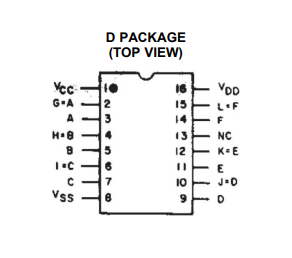 D PACKAGE
(TOP VIEW)
VCC 1 16 VDD
G=A 2 15 L=F
A 3 14 F
H=B 4 13 NC
B 5 12 K=E
I=C 6 11 E
C 7 10 J=D
VSS 8 9 D